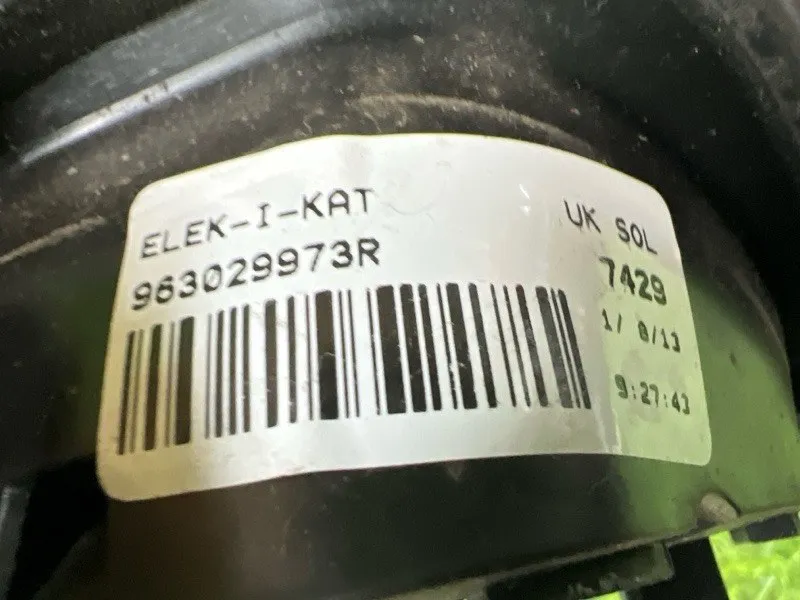 ELEK-I-KAT
963029973R
UK SOL
7429
1/ 8/13
9:27:43